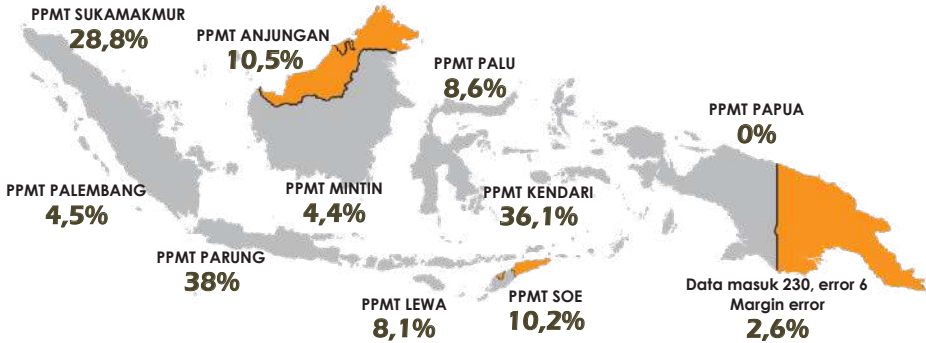 PPMT SUKAMAKMUR
28,8%
PPMT ANJUNGAN
10,5%
PPMT PALU
8,6%
PPMT PAPUA
0%
PPMT PALEMBANG
4,5%
PPMT MINTIN
4,4%
PPMT KENDARI
36,1%
PPMT PARUNG
38%
PPMT LEWA
8,1%
PPMT SOE
10,2%
Data masuk 230, error 6
Margin error
2,6%